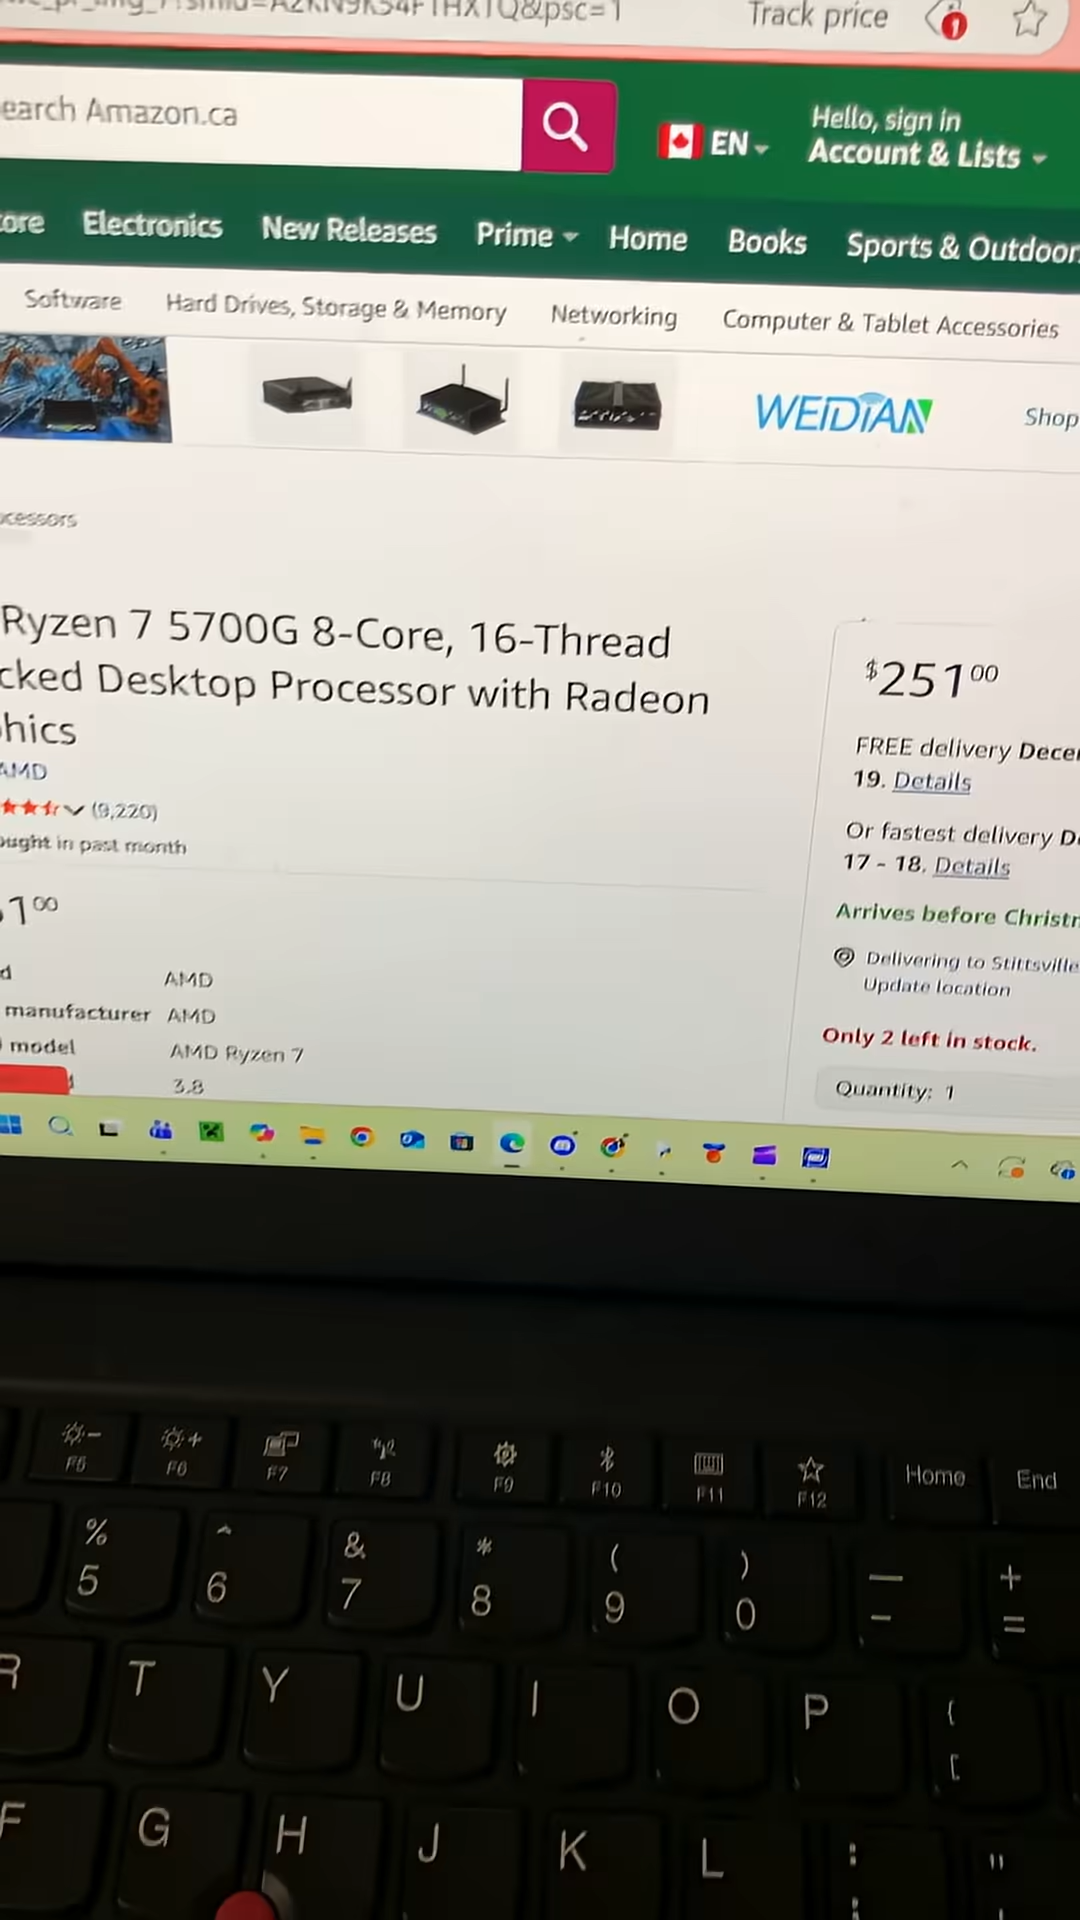 Track price
1
earch Amazon.ca
EN
Hello, sign in
Account & Lists
ore Electronics New Releases Prime Home Books Sports & Outdoor
Software Hard Drives, Storage & Memory Networking Computer & Tablet Accessories
WEIDIAN
Shop
cessors
Ryzen 7 5700G 8-Core, 16-Thread
cked Desktop Processor with Radeon
hics
AMD
(9,220)
ought in past month
1 00
d AMD
manufacturer AMD
model AMD Ryzen 7
3.8
$251 00
FREE delivery Decem
19. Details
Or fastest delivery De
17 - 18. Details
Arrives before Christm
Delivering to Stittsville
Update location
Only 2 left in stock.
Quantity: 1
F5 F6 F7 F8 F9 F10 F11 F12 Home End
% ^ & * ( ) — +
5 6 7 8 9 0 - =
R T Y U I O P { [
F G H J K L : ; "